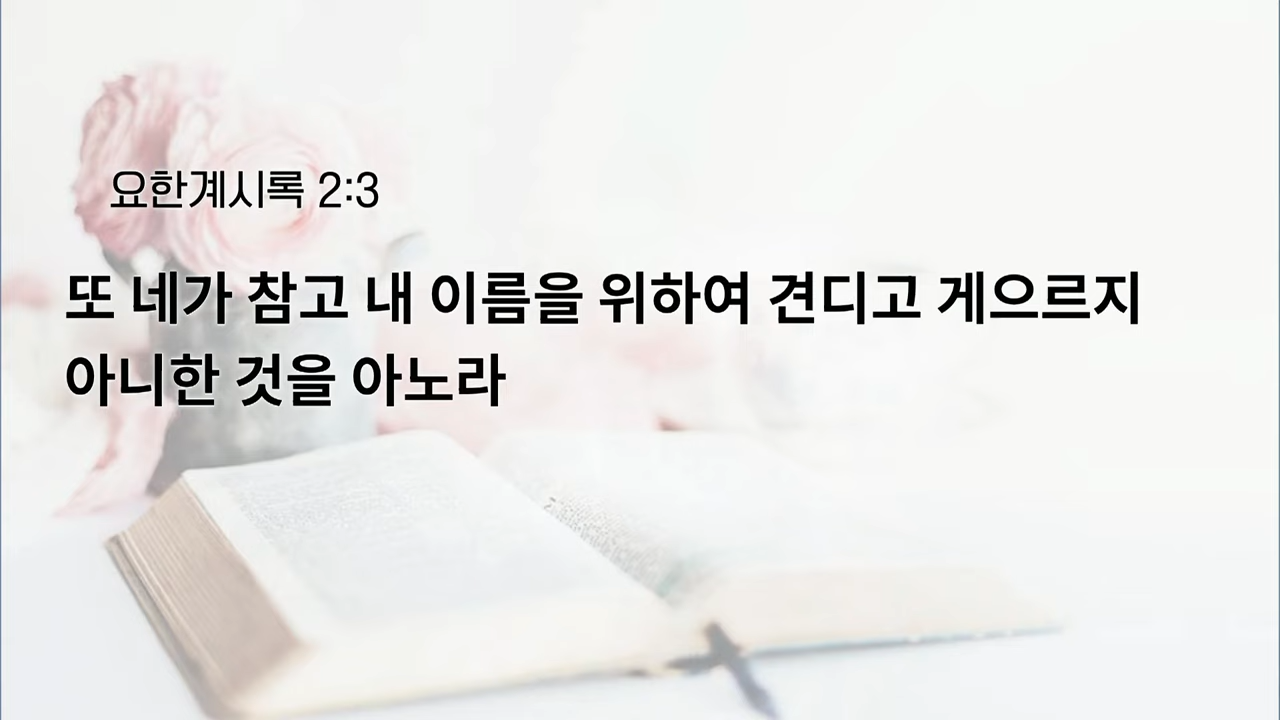 요한계시록 2:3
또 네가 참고 내 이름을 위하여 견디고 게으르지
아니한 것을 아노라